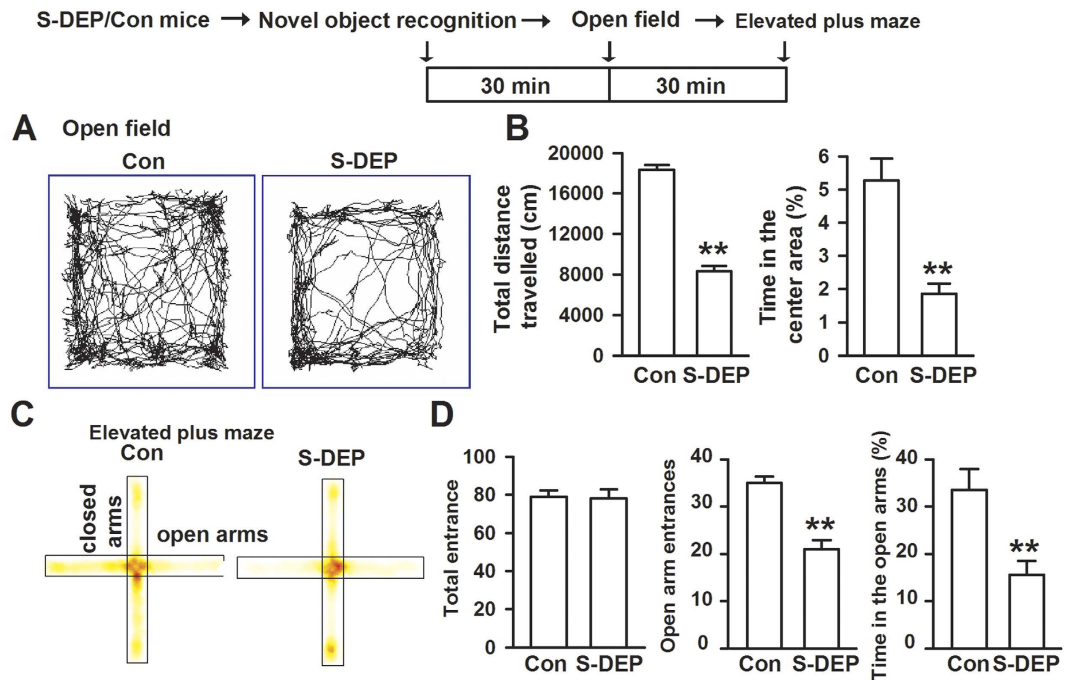 S-DEP/Con mice → Novel object recognition → Open field → Elevated plus maze
30 min 30 min
A Open field
Con S-DEP
B
Total distance travelled (cm)
20000
16000
12000
8000
4000
0
**
Con S-DEP
Time in the center area (%)
6
5
4
3
2
1
0
**
Con S-DEP
C
Elevated plus maze
Con S-DEP
closed arms
open arms
D
Total entrance
100
80
60
40
20
0
Con S-DEP
Open arm entrances
40
30
20
10
0
**
Con S-DEP
Time in the open arms (%)
40
30
20
10
0
**
Con S-DEP